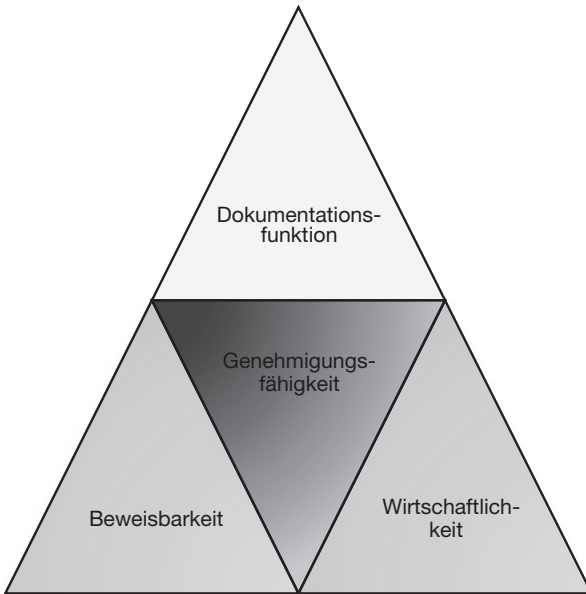 Dokumentations-
funktion
Genehmigungs-
fähigkeit
Beweisbarkeit
Wirtschaftlich-
keit